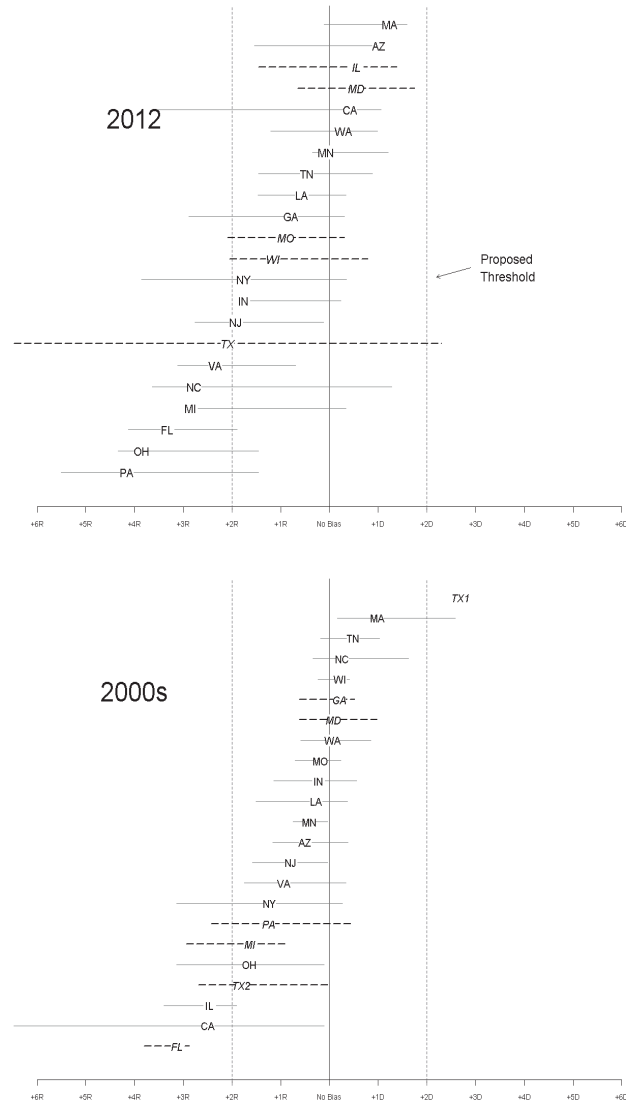 MA
AZ
IL
MD
2012
CA
WA
MN
TN
LA
GA
MO
WI
Proposed
Threshold
NY
IN
NJ
TX
VA
NC
MI
FL
OH
PA
+6R +5R +4R +3R +2R +1R No Bias +1D +2D +3D +4D +5D +6D
TX1
MA
TN
NC
WI
2000s
GA
MD
WA
MO
IN
LA
MN
AZ
NJ
VA
NY
PA
MI
OH
TX2
IL
CA
FL
+6R +5R +4R +3R +2R +1R No Bias +1D +2D +3D +4D +5D +6D